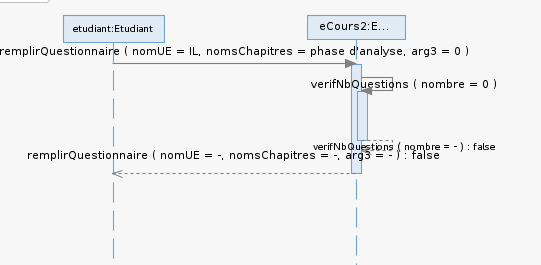 etudiant:Etudiant
eCours2:E...
remplirQuestionnaire ( nomUE = IL, nomsChapitres = phase d'analyse, arg3 = 0 )
verifNbQuestions ( nombre = 0 )
verifNbQuestions ( nombre = - ) : false
remplirQuestionnaire ( nomUE = -, nomsChapitres = -, arg3 = - ) : false